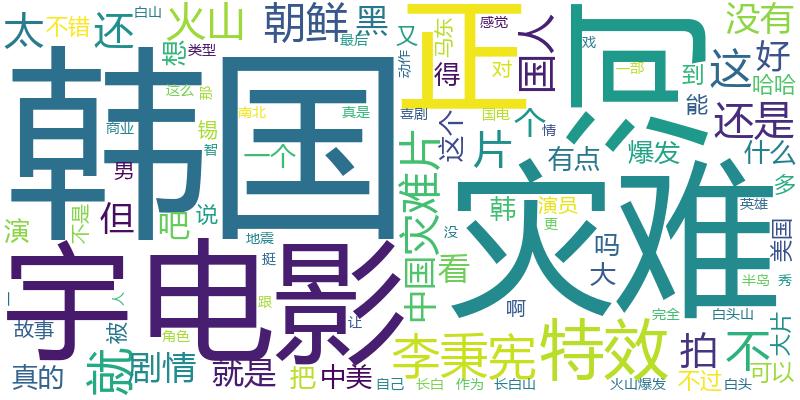 白山
不错
太
还
火山
朝鲜
黑
又
感觉
马东
国人
没有
想
类型
最后
动作
得
对
戏
这
好
一部
到
哈哈
能
还是
韩国
正
河
这么
能
南北
真是
喜剧
国电
个
商业
锡
智
这个
片
情
有点
爆发
什么
一个
男
多
演
不是
但
吧
说
中国灾难片
韩
演员
更
灾难
英雄
美国
地震
没
挺
看
吗
大
半岛
秀
宇
电影
一
人
跟
啊
完全
白头山
大片
故事
被
让
角色
李秉宪
特效
拍
不
真的
就
剧情
就是
把
中美
自己
长白
作为
长白山
火山爆发
不过
白头
可以